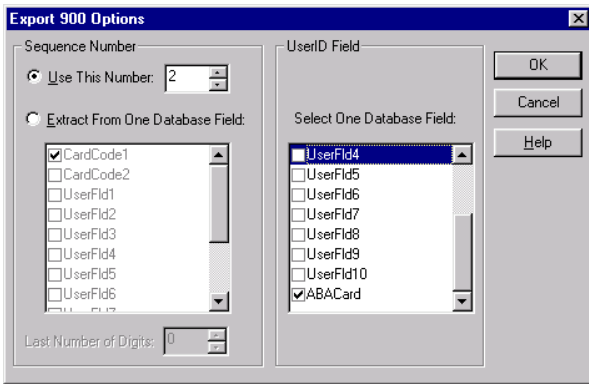 Export 900 Options
Sequence Number
Use This Number: 2
Extract From One Database Field:
CardCode1
CardCode2
UserFld1
UserFld2
UserFld3
UserFld4
UserFld5
UserFld6
Last Number of Digits: 0
UserID Field
Select One Database Field:
UserFld4
UserFld5
UserFld6
UserFld7
UserFld8
UserFld9
UserFld10
ABACard
OK
Cancel
Help